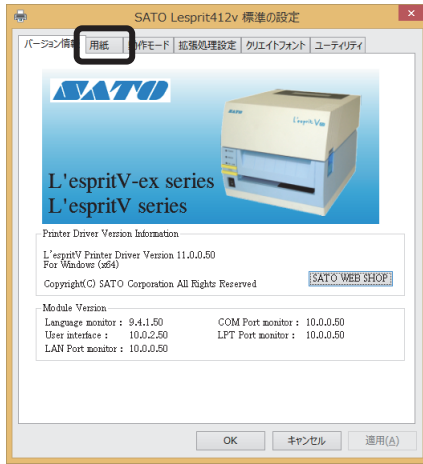 SATO Lesprit412v 標準の設定
バージョン情報 用紙 動作モード 拡張処理設定 クリエイトフォント ユーティリティ
SATO
SATO
L'esprit V-ex
L'espritV-ex series
L'espritV series
Printer Driver Version Information
L'espritV Printer Driver Version 11.0.0.50
For Windows (x64)
Copyright(C) SATO Corporation All Rights Reserved
SATO WEB SHOP
Module Version
Language monitor : 9.4.1.50 COM Port monitor : 10.0.0.50
User interface : 10.0.2.50 LPT Port monitor : 10.0.0.50
LAN Port monitor : 10.0.0.50
OK キャンセル 適用(A)